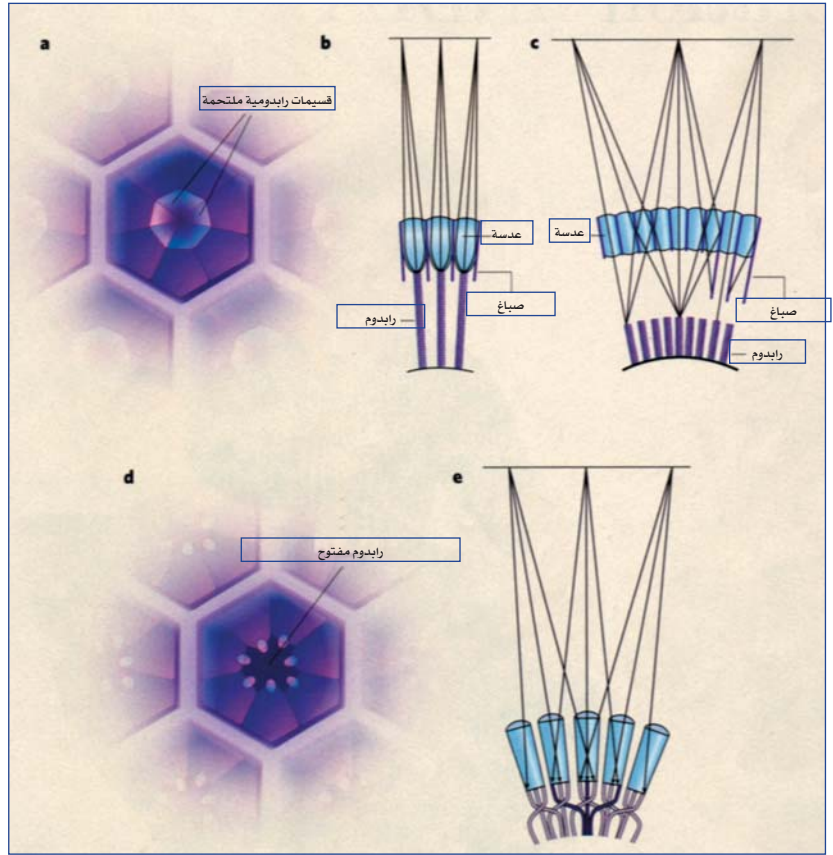 a
قسيمات رابدومية ملتحمة
b
عدسة
صباغ
رابدوم
c
عدسة
صباغ
رابدوم
d
رابدوم مفتوح
e